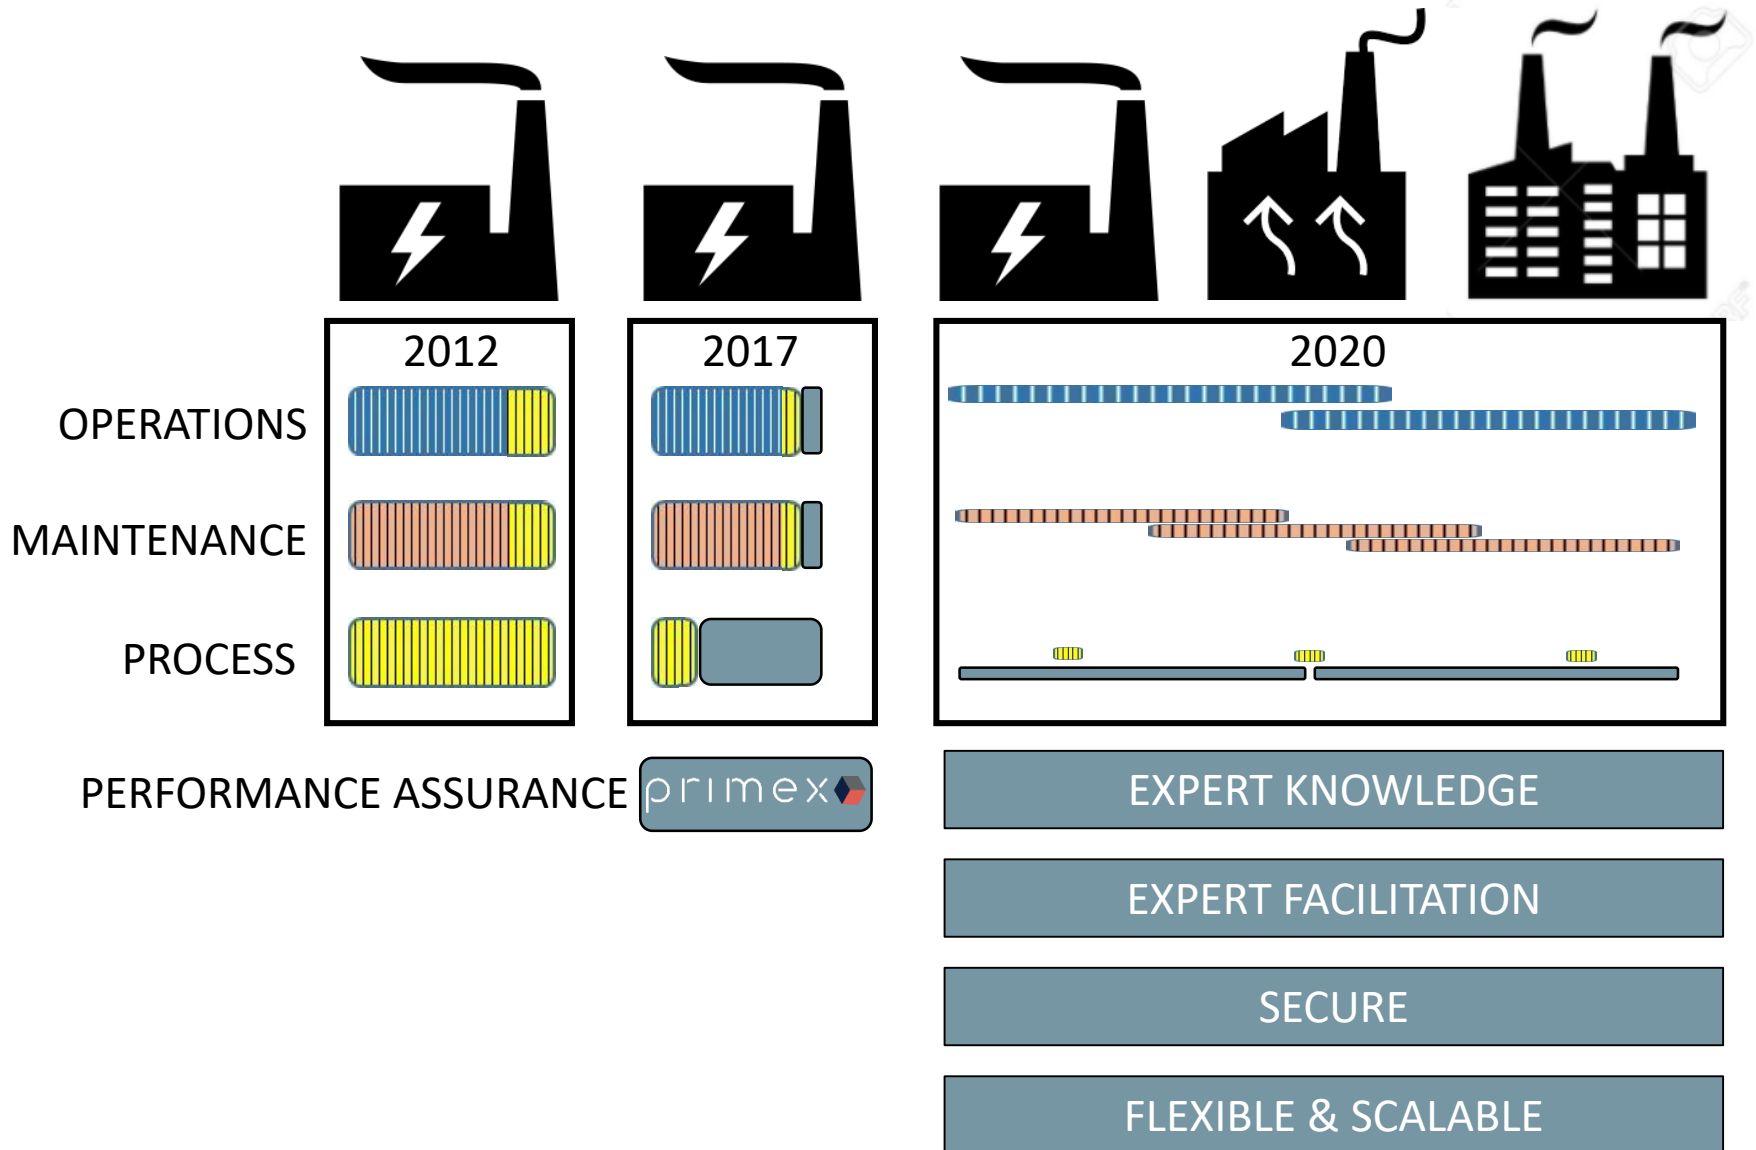 2012
2017
2020
OPERATIONS
MAINTENANCE
PROCESS
PERFORMANCE ASSURANCE
primex
EXPERT KNOWLEDGE
EXPERT FACILITATION
SECURE
FLEXIBLE & SCALABLE